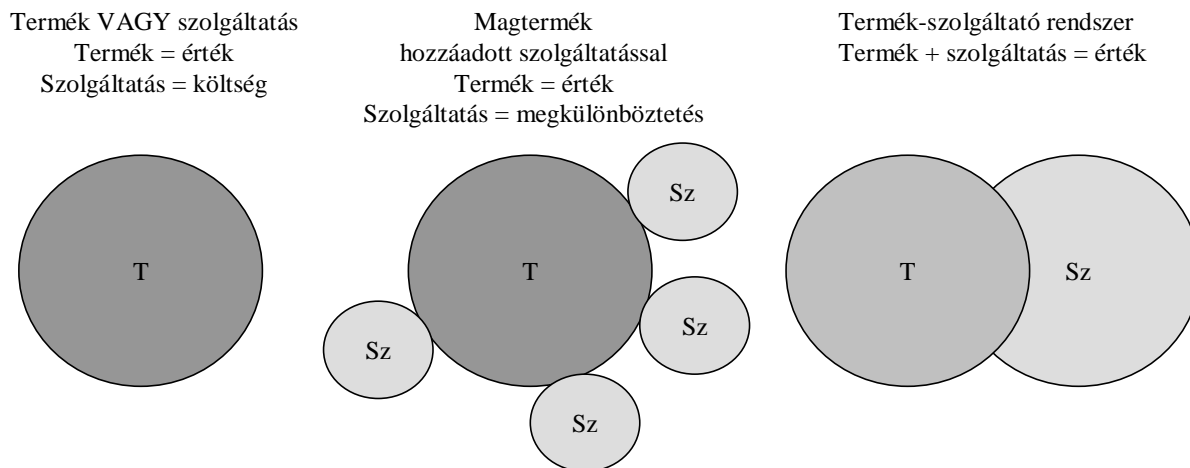 Termék VAGY szolgáltatás
Termék = érték
Szolgáltatás = költség
Magtermék
hozzáadott szolgáltatással
Termék = érték
Szolgáltatás = megkülönböztetés
Termék-szolgáltató rendszer
Termék + szolgáltatás = érték
T
T
Sz
Sz
Sz
Sz
T
Sz